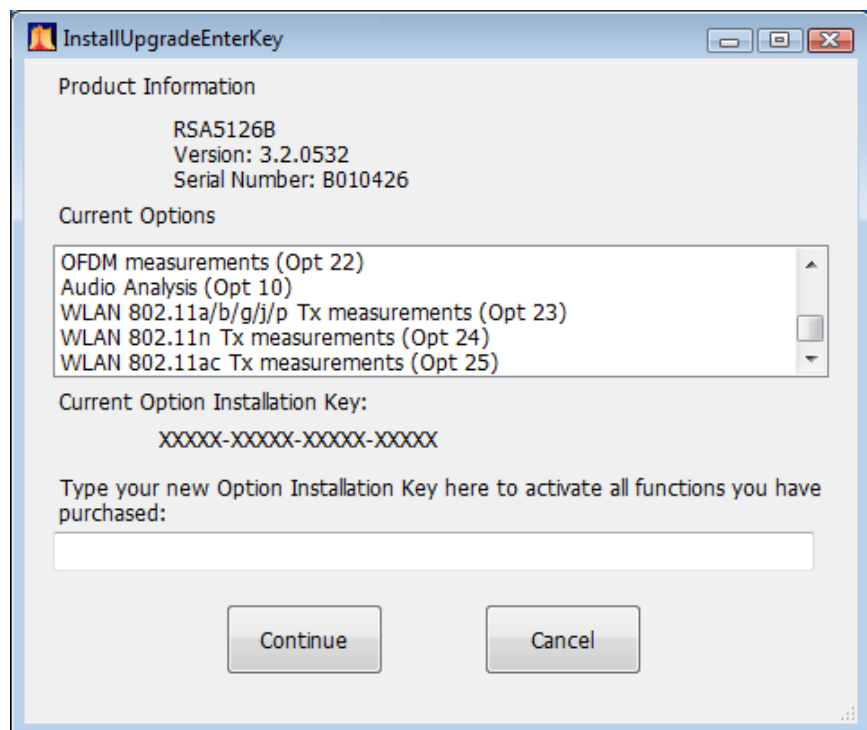 InstallUpgradeEnterKey
Product Information
RSA5126B
Version: 3.2.0532
Serial Number: B010426
Current Options
OFDM measurements (Opt 22)
Audio Analysis (Opt 10)
WLAN 802.11a/b/g/j/p Tx measurements (Opt 23)
WLAN 802.11n Tx measurements (Opt 24)
WLAN 802.11ac Tx measurements (Opt 25)
Current Option Installation Key:
XXXXX-XXXXX-XXXXX-XXXXX
Type your new Option Installation Key here to activate all functions you have
purchased:
Continue
Cancel